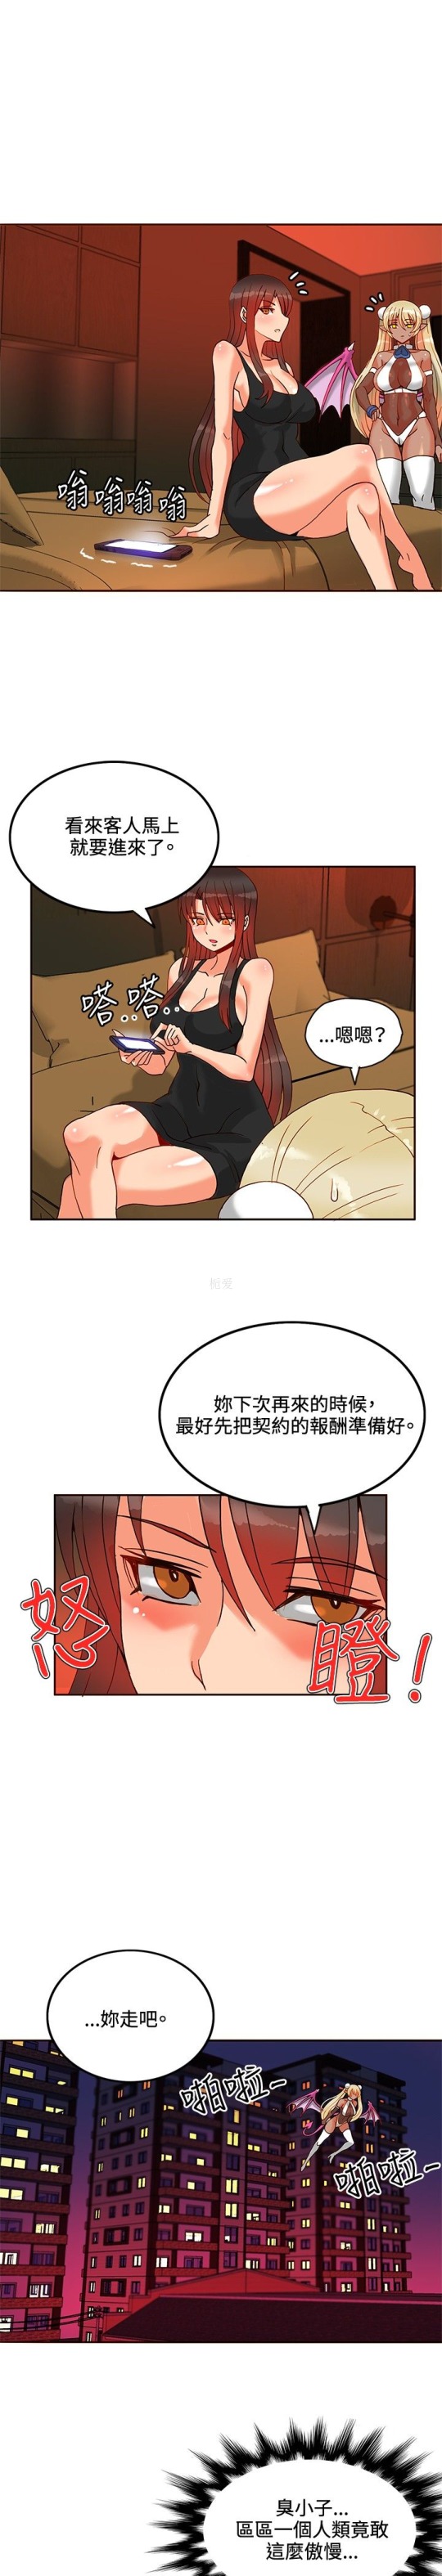 嗡嗡嗡嗡
看來客人馬上
就要進來了。
嗒..嗒...
...嗯嗯?
妳下次再來的時候,
最好先把契約的報酬準備好。
怒
瞪!
...妳走吧。
啪啦-
啪啦-
臭小子...
區區一個人類竟敢
這麼傲慢...